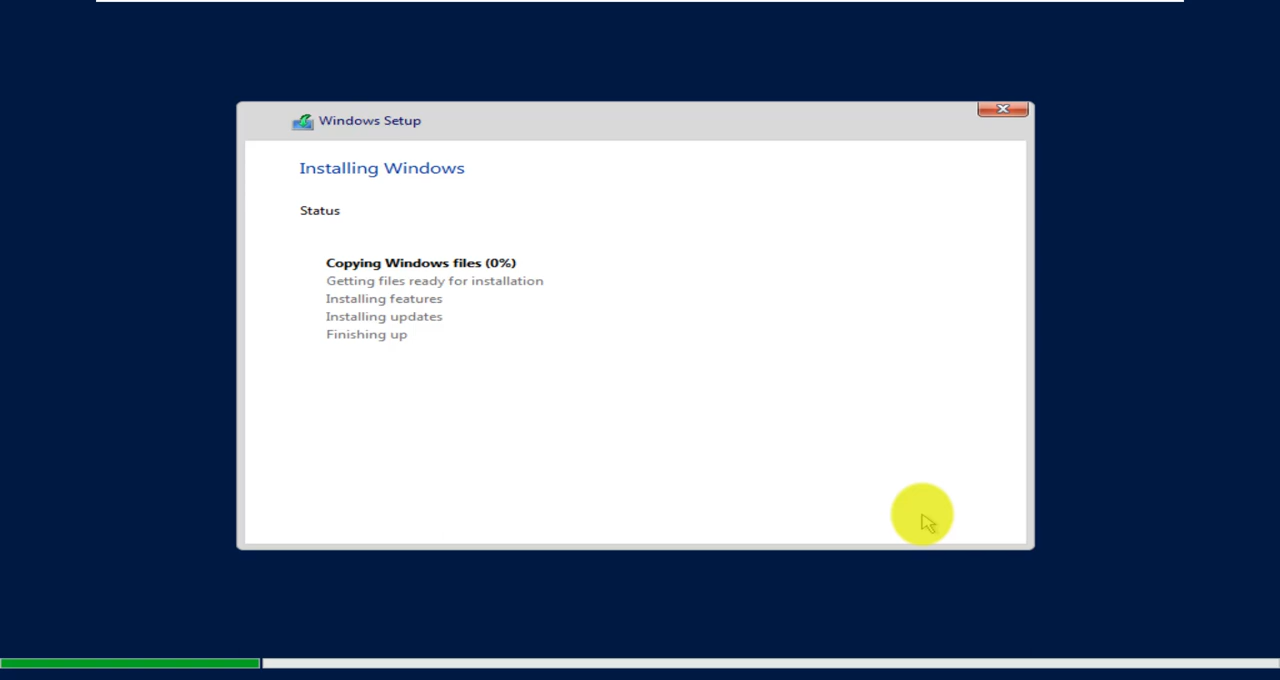 Windows Setup
Installing Windows
Status
Copying Windows files (0%)
Getting files ready for installation
Installing features
Installing updates
Finishing up